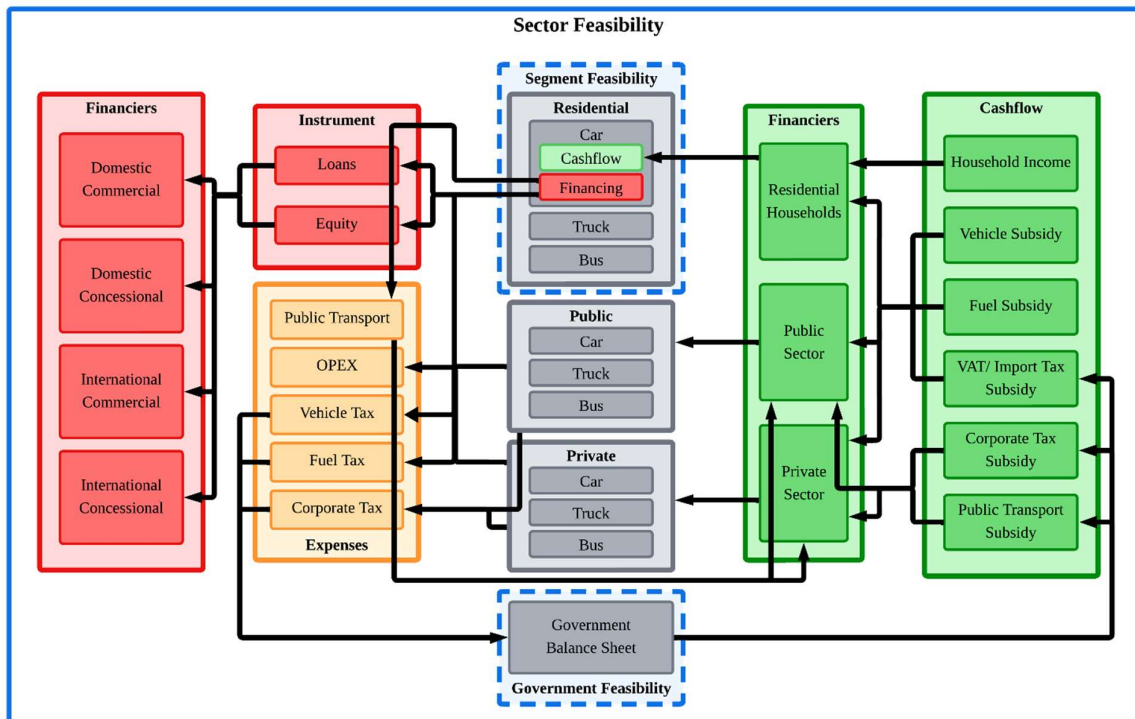 Sector Feasibility
Financiers
Domestic
Commercial
Domestic
Concessional
International
Commercial
International
Concessional
Instrument
Loans
Equity
Public Transport
OPEX
Vehicle Tax
Fuel Tax
Corporate Tax
Expenses
Segment Feasibility
Residential
Car
Cashflow
Financing
Truck
Bus
Public
Car
Truck
Bus
Private
Car
Truck
Bus
Government
Balance Sheet
Government Feasibility
Financiers
Residential
Households
Public
Sector
Private
Sector
Cashflow
Household Income
Vehicle Subsidy
Fuel Subsidy
VAT/ Import Tax
Subsidy
Corporate Tax
Subsidy
Public Transport
Subsidy